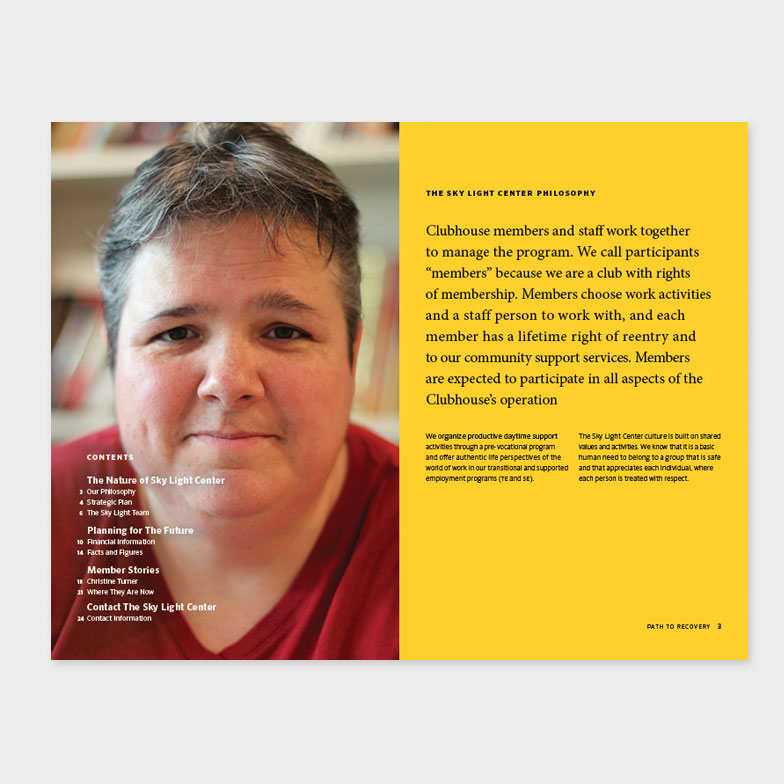 CONTENTS
The Nature of Sky Light Center
3 Our Philosophy
4 Strategic Plan
6 The Sky Light Team
Planning for The Future
10 Financial Information
14 Facts and Figures
Member Stories
18 Christine Turner
21 Where They Are Now
Contact The Sky Light Center
24 Contact Information
THE SKY LIGHT CENTER PHILOSOPHY
Clubhouse members and staff work together
to manage the program. We call participants
“members” because we are a club with rights
of membership. Members choose work activities
and a staff person to work with, and each
member has a lifetime right of reentry and
to our community support services. Members
are expected to participate in all aspects of the
Clubhouse’s operation
We organize productive daytime support
activities through a pre-vocational program
and offer authentic life perspectives of the
world of work in our transitional and supported
employment programs (TE and SE).
The Sky Light Center culture is built on shared
values and activities. We know that it is a basic
human need to belong to a group that is safe
and that appreciates each individual, where
each person is treated with respect.
PATH TO RECOVERY 3